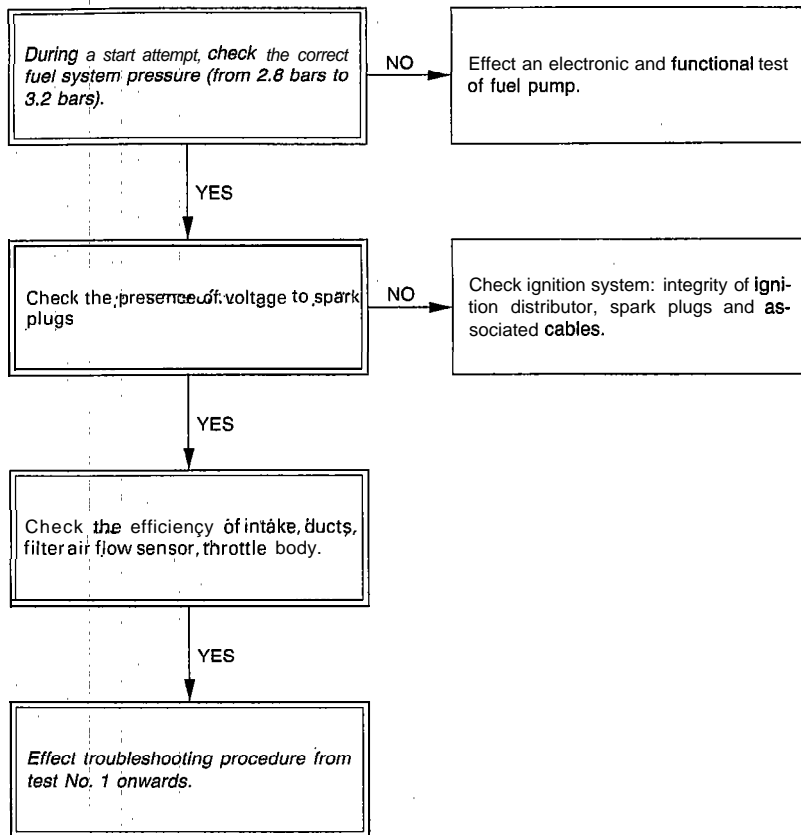 During a start attempt, check the correct
fuel system pressure (from 2.8 bars to
3.2 bars).
NO
Effect an electronic and functional test
of fuel pump.
YES
Check the presence of voltage to spark
plugs
NO
Check ignition system: integrity of igni-
tion distributor, spark plugs and as-
sociated cables.
YES
Check the efficiency of intake, ducts,
filter air flow sensor, throttle body.
YES
Effect troubleshooting procedure from
test No. 1 onwards.